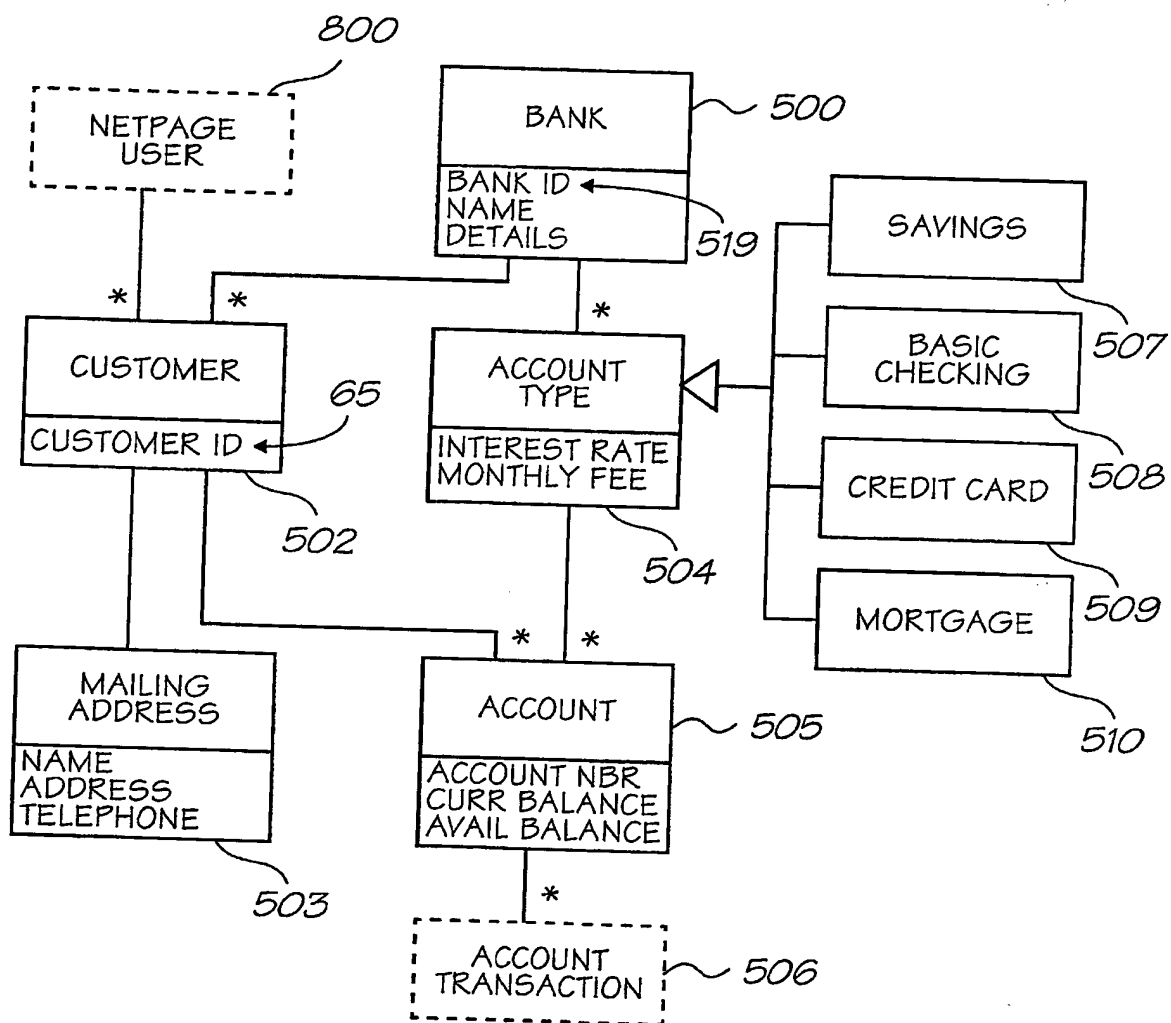 800
NETPAGE
USER
BANK
500
BANK ID
NAME
DETAILS
519
SAVINGS
507
*
*
*
CUSTOMER
CUSTOMER ID
65
502
ACCOUNT
TYPE
INTEREST RATE
MONTHLY FEE
504
BASIC
CHECKING
508
CREDIT CARD
509
MORTGAGE
510
*
*
MAILING
ADDRESS
NAME
ADDRESS
TELEPHONE
503
ACCOUNT
505
ACCOUNT NBR
CURR BALANCE
AVAIL BALANCE
*
ACCOUNT
TRANSACTION
506